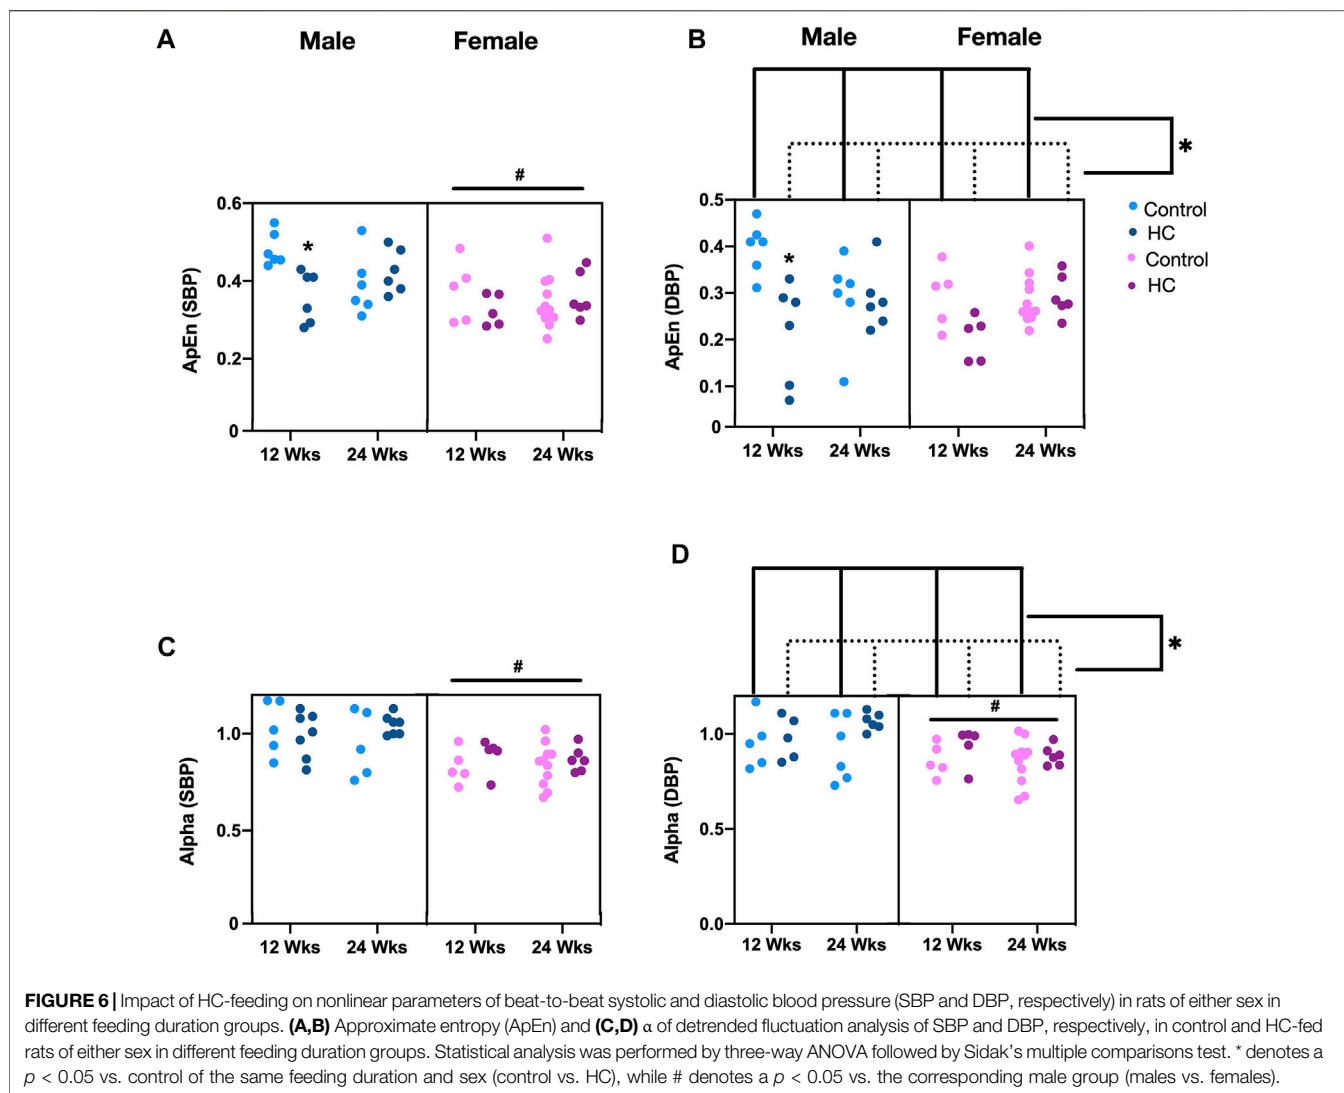 A
Male
Female
#
0.6
0.4
0.2
0
ApEn (SBP)
*
12 Wks
24 Wks
12 Wks
24 Wks
B
Male
Female
*
0.5
0.4
0.3
0.2
0.1
0
ApEn (DBP)
*
12 Wks
24 Wks
12 Wks
24 Wks
Control
HC
Control
HC
C
#
1.0
0.5
0
Alpha (SBP)
12 Wks
24 Wks
12 Wks
24 Wks
D
*
#
1.0
0.5
0.0
Alpha (DBP)
12 Wks
24 Wks
12 Wks
24 Wks
FIGURE 6 | Impact of HC-feeding on nonlinear parameters of beat-to-beat systolic and diastolic blood pressure (SBP and DBP, respectively) in rats of either sex in
different feeding duration groups. (A,B) Approximate entropy (ApEn) and (C,D) α of detrended fluctuation analysis of SBP and DBP, respectively, in control and HC-fed
rats of either sex in different feeding duration groups. Statistical analysis was performed by three-way ANOVA followed by Sidak's multiple comparisons test. * denotes a
p < 0.05 vs. control of the same feeding duration and sex (control vs. HC), while # denotes a p < 0.05 vs. the corresponding male group (males vs. females).